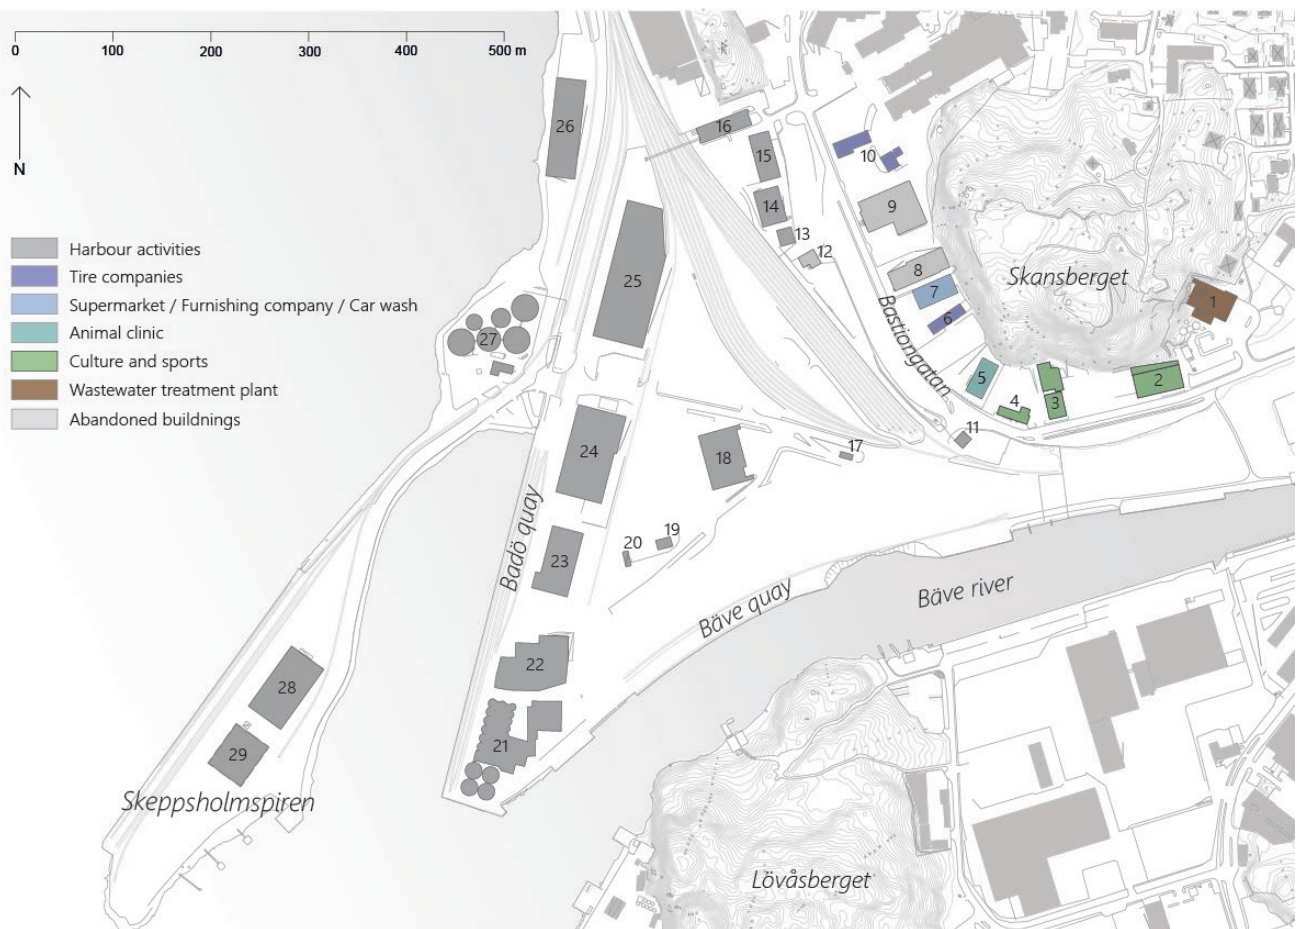 0 100 200 300 400 500 m
N
Harbour activities
Tire companies
Supermarket / Furnishing company / Car wash
Animal clinic
Culture and sports
Wastewater treatment plant
Abandoned buildnings
26
16
15
10
14
9
13
12
25
8
Skansberget
7
1
6
27
Bastiongatan
5
2
4
3
11
24
18
17
Badö quay
19
20
23
Bäve quay
Bäve river
22
28
21
29
Skeppsholmspiren
Lövåsberget